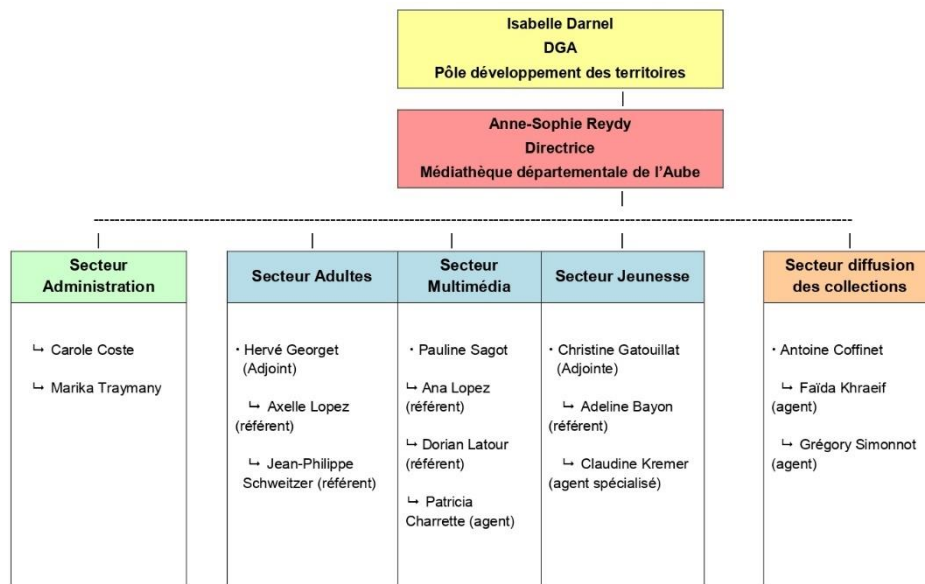 Isabelle Darnel
DGA
Pôle développement des territoires
Anne-Sophie Reydy
Directrice
Médiathèque départementale de l'Aube
Secteur
Administration
↳ Carole Coste
↳ Marika Traymany
Secteur Adultes
· Hervé Georget
(Adjoint)
↳ Axelle Lopez
(référent)
↳ Jean-Philippe
Schweitzer (référent)
Secteur
Multimédia
· Pauline Sagot
↳ Ana Lopez
(référent)
↳ Dorian Latour
(référent)
↳ Patricia
Charrette (agent)
Secteur Jeunesse
· Christine Gatouillat
(Adjointe)
↳ Adeline Bayon
(référent)
↳ Claudine Kremer
(agent spécialisé)
Secteur diffusion
des collections
· Antoine Coffinet
↳ Faïda Khraeif
(agent)
↳ Grégory Simonnot
(agent)